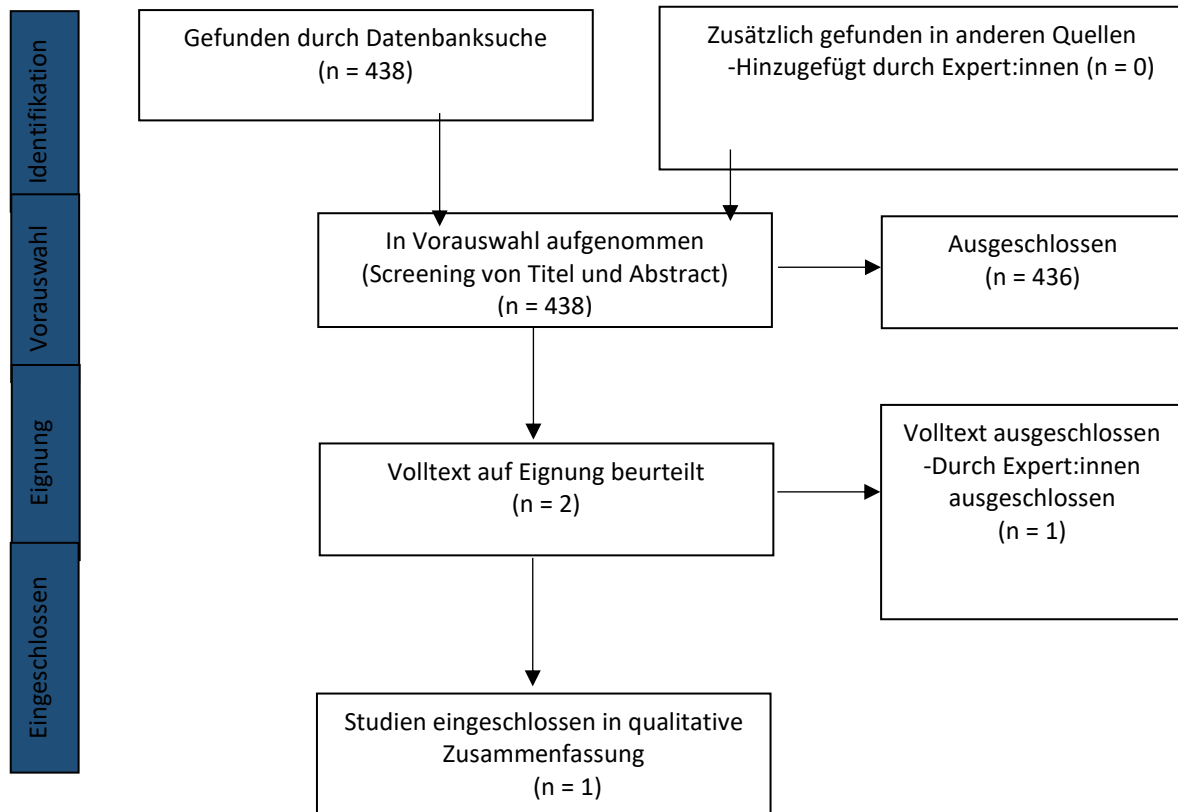 Identifikation
Gefunden durch Datenbanksuche
(n = 438)
Zusätzlich gefunden in anderen Quellen
-Hinzugefügt durch Expert:innen (n = 0)
Vorauswahl
In Vorauswahl aufgenommen
(Screening von Titel und Abstract)
(n = 438)
Ausgeschlossen
(n = 436)
Eignung
Volltext auf Eignung beurteilt
(n = 2)
Volltext ausgeschlossen
-Durch Expert:innen
ausgeschlossen
(n = 1)
Eingeschlossen
Studien eingeschlossen in qualitative
Zusammenfassung
(n = 1)